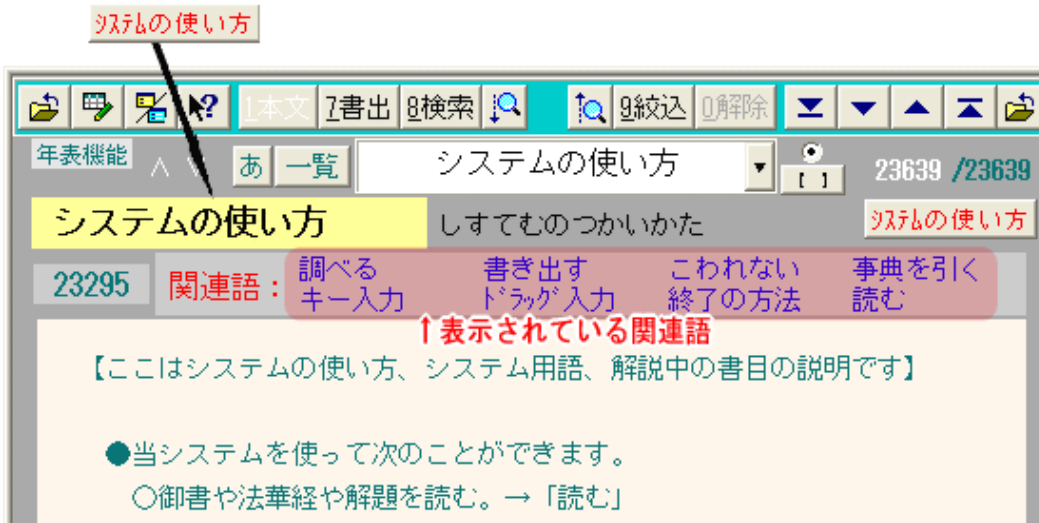 ｼｽﾃﾑの使い方
1本文 7書出 8検索 9絞込 0解除
年表機能 ∧ ∨ あ 一覧 システムの使い方 [ ] 23639 /23639
システムの使い方 しすてむのつかいかた ｼｽﾃﾑの使い方
23295 関連語： 調べる 書き出す こわれない 事典を引く
キー入力 ﾄﾞﾗｯｸﾞ入力 終了の方法 読む
↑表示されている関連語
【ここはシステムの使い方、システム用語、解説中の書目の説明です】
●当システムを使って次のことができます。
○御書や法華経や解題を読む。→「読む」